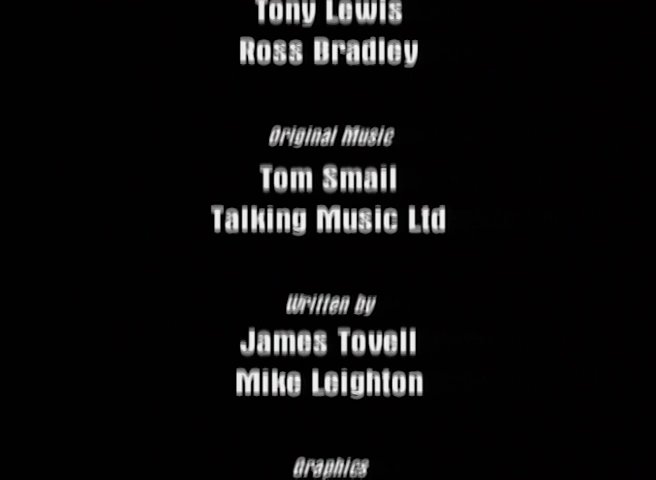 Tony Lewis
Ross Bradley
Original Music
Tom Smail
Talking Music Ltd
Written by
James Tovell
Mike Leighton
Graphics